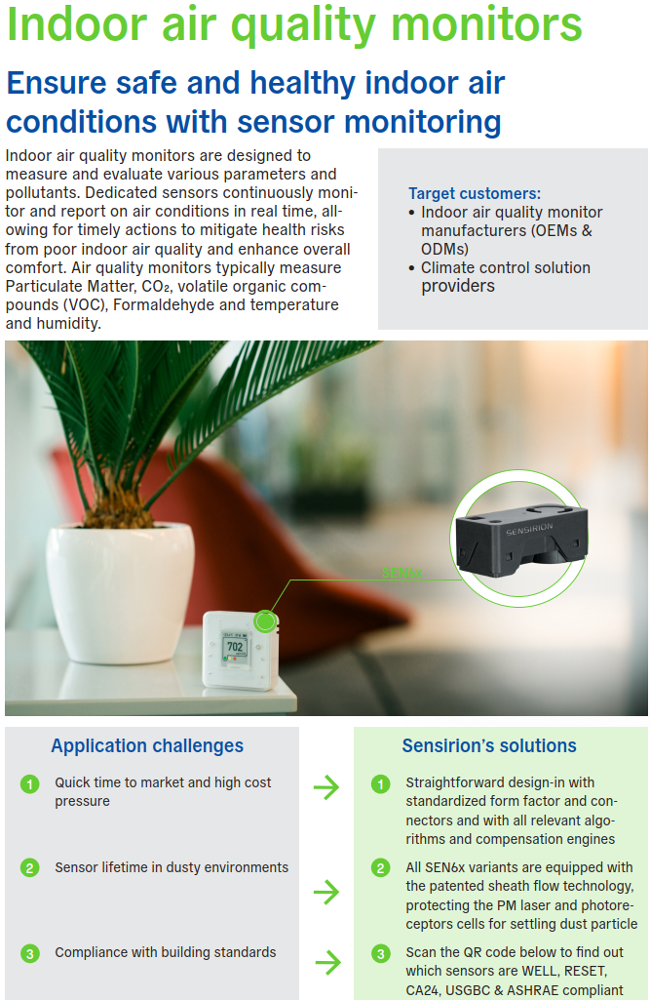 Indoor air quality monitors
Ensure safe and healthy indoor air
conditions with sensor monitoring
Indoor air quality monitors are designed to
measure and evaluate various parameters and
pollutants. Dedicated sensors continuously moni-
tor and report on air conditions in real time, all-
owing for timely actions to mitigate health risks
from poor indoor air quality and enhance overall
comfort. Air quality monitors typically measure
Particulate Matter, CO₂, volatile organic com-
pounds (VOC), Formaldehyde and temperature
and humidity.
Target customers:
• Indoor air quality monitor
manufacturers (OEMs &
ODMs)
• Climate control solution
providers
SENSIRION
SEN6x
702
Application challenges
1 Quick time to market and high cost
pressure
2 Sensor lifetime in dusty environments
3 Compliance with building standards
Sensirion's solutions
1 Straightforward design-in with
standardized form factor and con-
nectors and with all relevant algo-
rithms and compensation engines
2 All SEN6x variants are equipped with
the patented sheath flow technology,
protecting the PM laser and photore-
ceptors cells for settling dust particle
3 Scan the QR code below to find out
which sensors are WELL, RESET,
CA24, USGBC & ASHRAE compliant